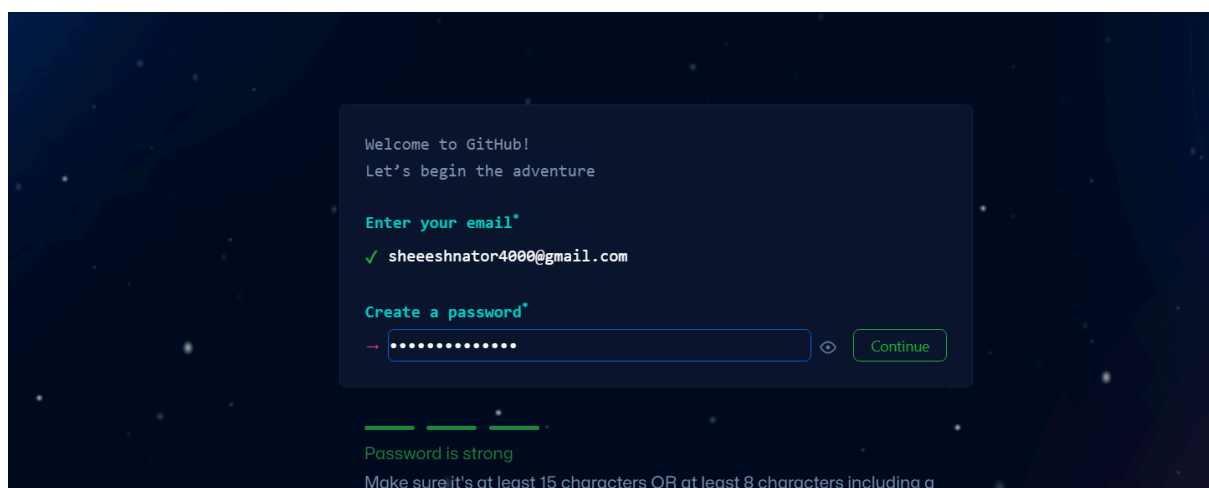 Welcome to GitHub!
Let’s begin the adventure
Enter your email*
✓ sheeeshnator4000@gmail.com
Create a password*
→ •••••••••••••• Continue
Password is strong
Make sure it's at least 15 characters OR at least 8 characters including a